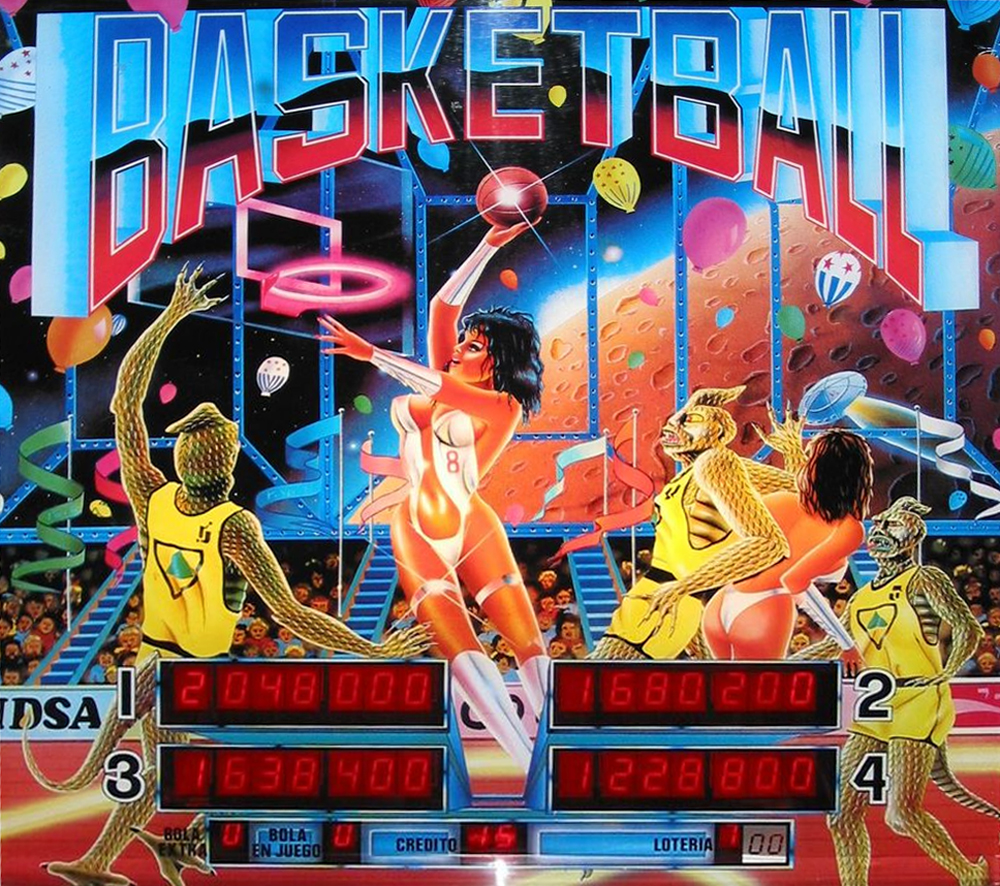 BASKETBALL
8
IDSA
1 2048000
1680200 2
3 1638400
1228800 4
BOLA EXTRA 0
BOLA EN JUEGO 0
CREDITO 15
LOTERIA 1 00